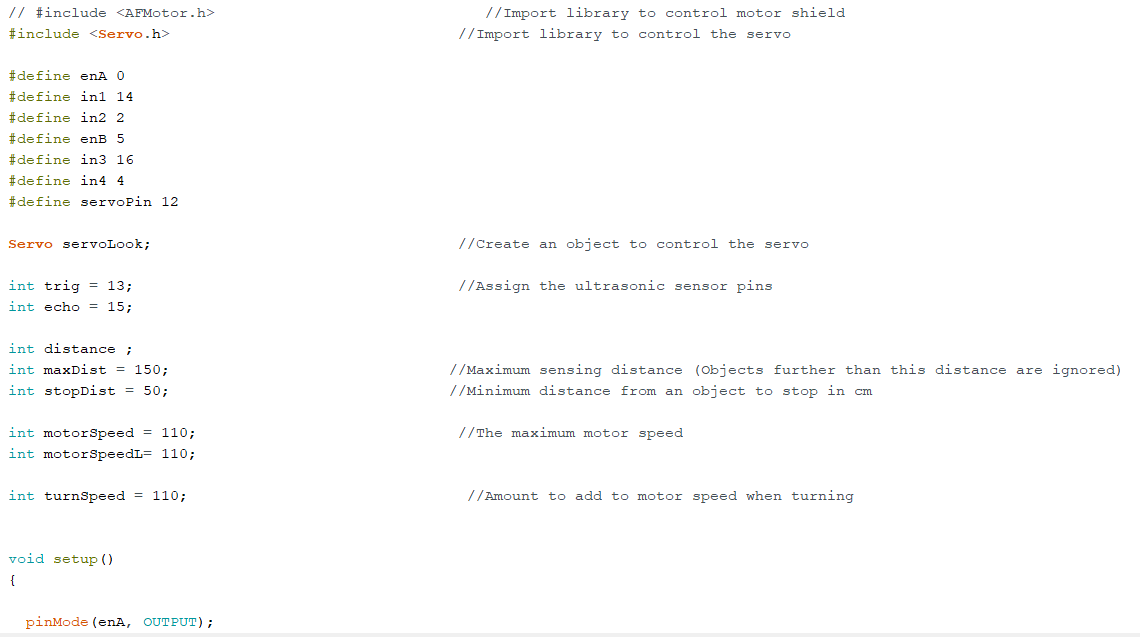 // #include <AFMotor.h> //Import library to control motor shield
#include <Servo.h> //Import library to control the servo
#define enA 0
#define in1 14
#define in2 2
#define enB 5
#define in3 16
#define in4 4
#define servoPin 12
Servo servoLook; //Create an object to control the servo
int trig = 13; //Assign the ultrasonic sensor pins
int echo = 15;
int distance ;
int maxDist = 150; //Maximum sensing distance (Objects further than this distance are ignored)
int stopDist = 50; //Minimum distance from an object to stop in cm
int motorSpeed = 110; //The maximum motor speed
int motorSpeedL= 110;
int turnSpeed = 110; //Amount to add to motor speed when turning
void setup()
{
pinMode(enA, OUTPUT);